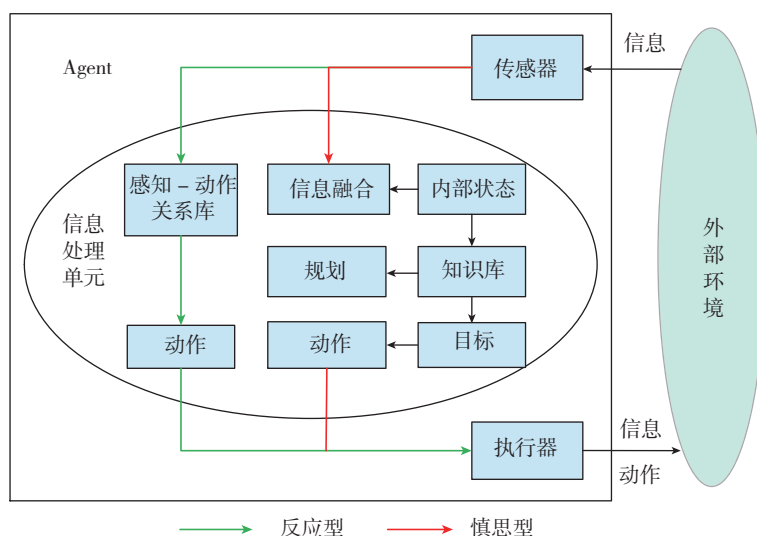 信息
Agent
传感器
感知–动作
关系库
信息融合
内部状态
信息
处理
单元
规划
知识库
外
部
环
境
动作
动作
目标
执行器
信息
动作
反应型
慎思型